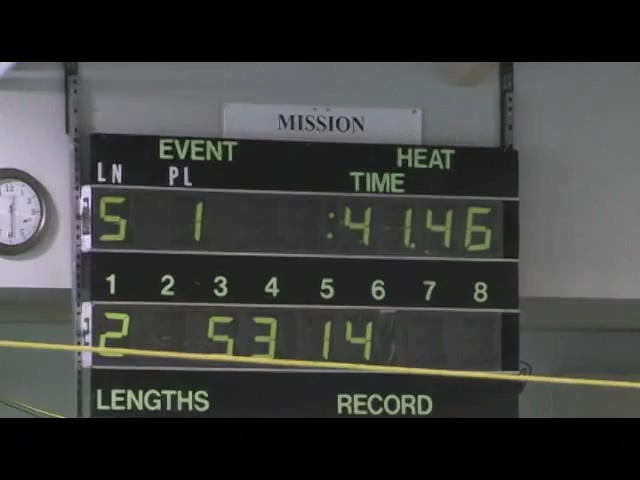 MISSION
EVENT HEAT
LN PL TIME
5 1 :41.46
1 2 3 4 5 6 7 8
2 5 3 1 4
LENGTHS RECORD